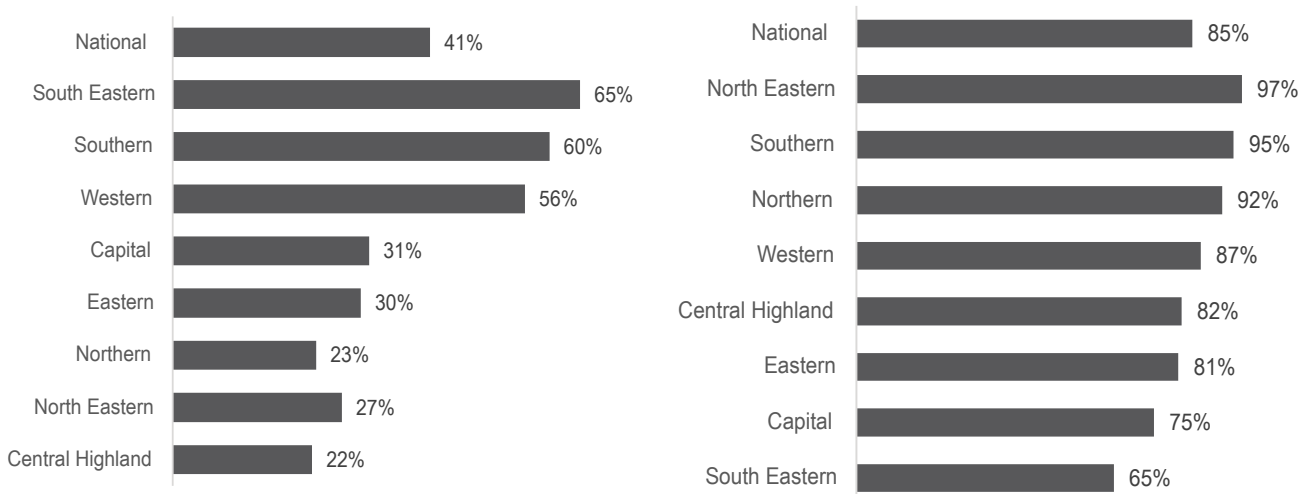 National 41%
South Eastern 65%
Southern 60%
Western 56%
Capital 31%
Eastern 30%
Northern 23%
North Eastern 27%
Central Highland 22%
National 85%
North Eastern 97%
Southern 95%
Northern 92%
Western 87%
Central Highland 82%
Eastern 81%
Capital 75%
South Eastern 65%